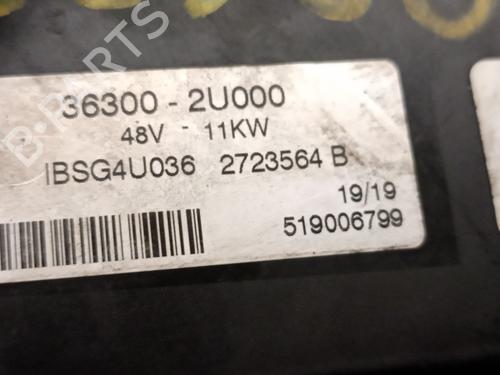 36300 - 2U000
48V - 11KW
IBSG4U036 2723564 B
19/19
519006799
B-PARTS